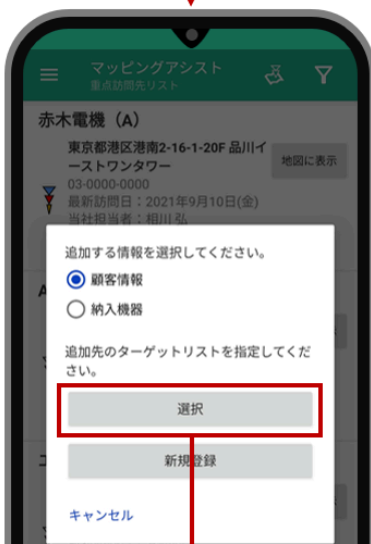 マッピングアシスト
重点訪問先リスト
赤木電機（A）
東京都港区港南2-16-1-20F 品川イ
ーストワンタワー
地図に表示
03-0000-0000
最新訪問日：2021年9月10日(金)
当社担当者：相川 弘
追加する情報を選択してください。
顧客情報
納入機器
追加先のターゲットリストを指定してくだ
さい。
選択
新規登録
キャンセル